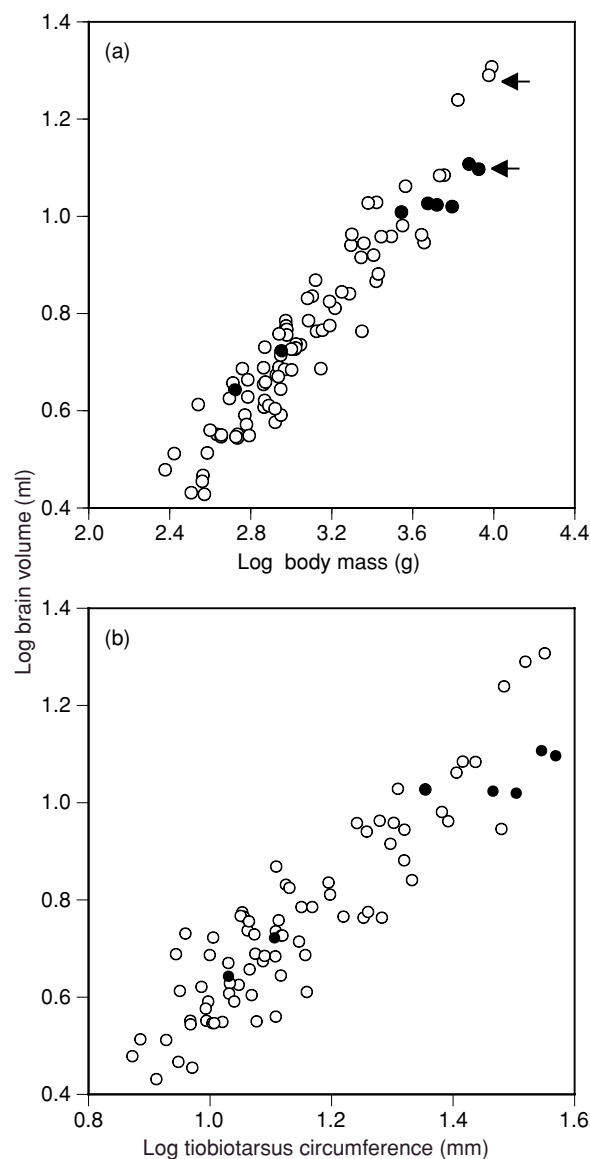 (a)
1.4
1.2
1.0
0.8
0.6
0.4
2.0 2.4 2.8 3.2 3.6 4.0 4.4
Log body mass (g)
Log brain volume (ml)
(b)
1.4
1.2
1.0
0.8
0.6
0.4
0.8 1.0 1.2 1.4 1.6
Log tiobiotarsus circumference (mm)